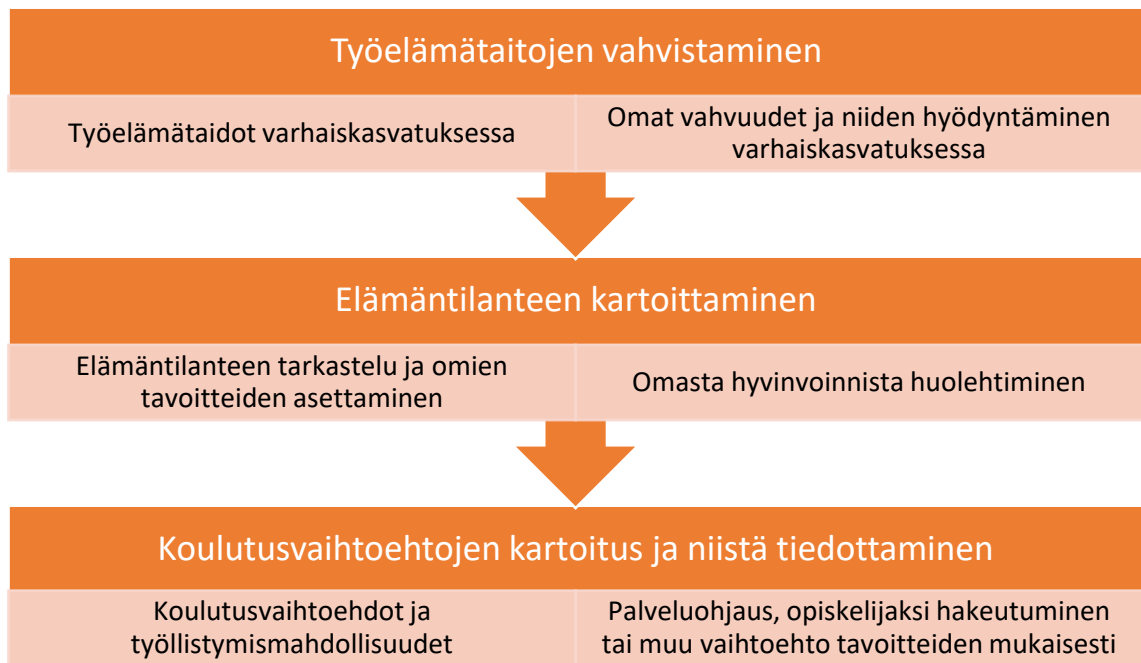 Työelämätaitojen vahvistaminen
Työelämätaidot varhaiskasvatuksessa
Omat vahvuudet ja niiden hyödyntäminen
varhaiskasvatuksessa
Elämäntilanteen kartoittaminen
Elämäntilanteen tarkastelu ja omien
tavoitteiden asettaminen
Omasta hyvinvoinnista huolehtiminen
Koulutusvaihtoehtojen kartoitus ja niistä tiedottaminen
Koulutusvaihtoehdot ja
työllistymismahdollisuudet
Palveluohjaus, opiskelijaksi hakeutuminen
tai muu vaihtoehto tavoitteiden mukaisesti